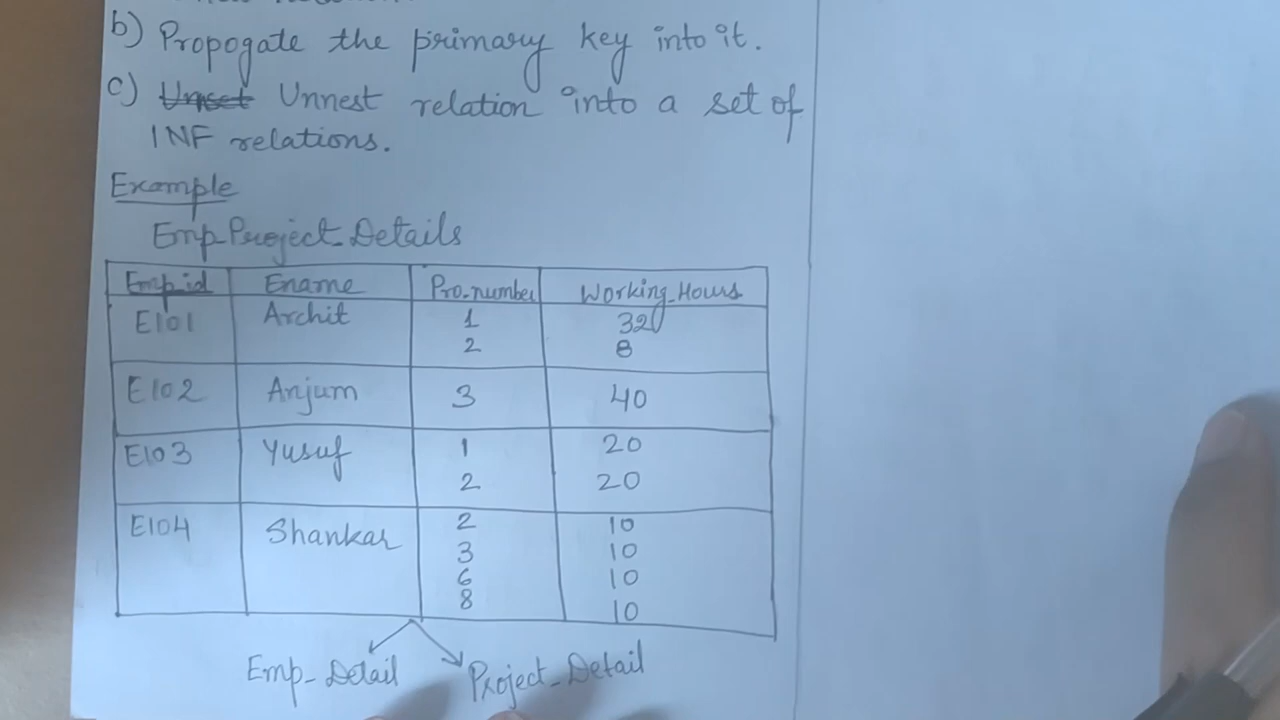 b) Propogate the primary key into it.
c) Unset Unnest relation into a set of
1NF relations.
Example
Emp_Project_Details
Emp_id Ename Pro_number Working_Hours
E101 Archit 1 32
2 8
E102 Anjum 3 40
E103 Yusuf 1 20
2 20
E104 Shankar 2 10
3 10
6 10
8 10
Emp_Detail Project_Detail